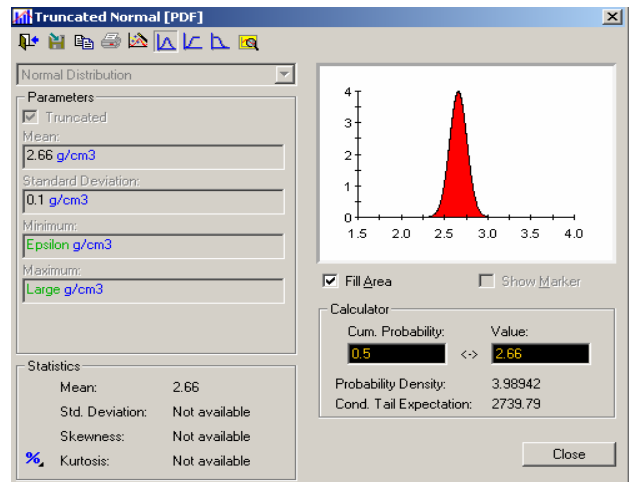 Truncated Normal [PDF]
Normal Distribution
Parameters
Truncated
Mean:
2.66 g/cm3
Standard Deviation:
0.1 g/cm3
Minimum:
Epsilon g/cm3
Maximum:
Large g/cm3
Statistics
Mean: 2.66
Std. Deviation: Not available
Skewness: Not available
%, Kurtosis: Not available
4
3
2
1
0
1.5 2.0 2.5 3.0 3.5 4.0
Fill Area Show Marker
Calculator
Cum. Probability: Value:
0.5 <-> 2.66
Probability Density: 3.98942
Cond. Tail Expectation: 2739.79
Close